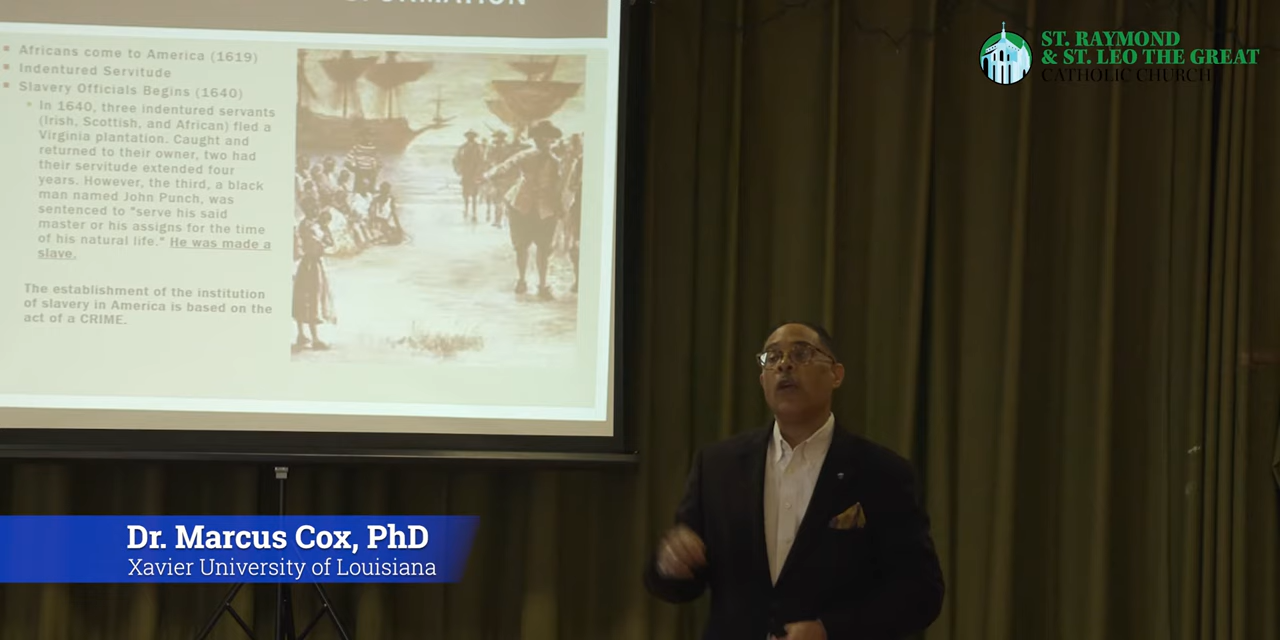 Africans come to America (1619)
Indentured Servitude
Slavery Officials Begins (1640)
In 1640, three indentured servants
(Irish, Scottish, and African) fled a
Virginia plantation. Caught and
returned to their owner, two had
their servitude extended four
years. However, the third, a black
man named John Punch, was
sentenced to "serve his said
master or his assigns for the time
of his natural life." He was made a
slave.
The establishment of the institution
of slavery in America is based on the
act of a CRIME.
ST. RAYMOND
& ST. LEO THE GREAT
CATHOLIC CHURCH
Dr. Marcus Cox, PhD
Xavier University of Louisiana